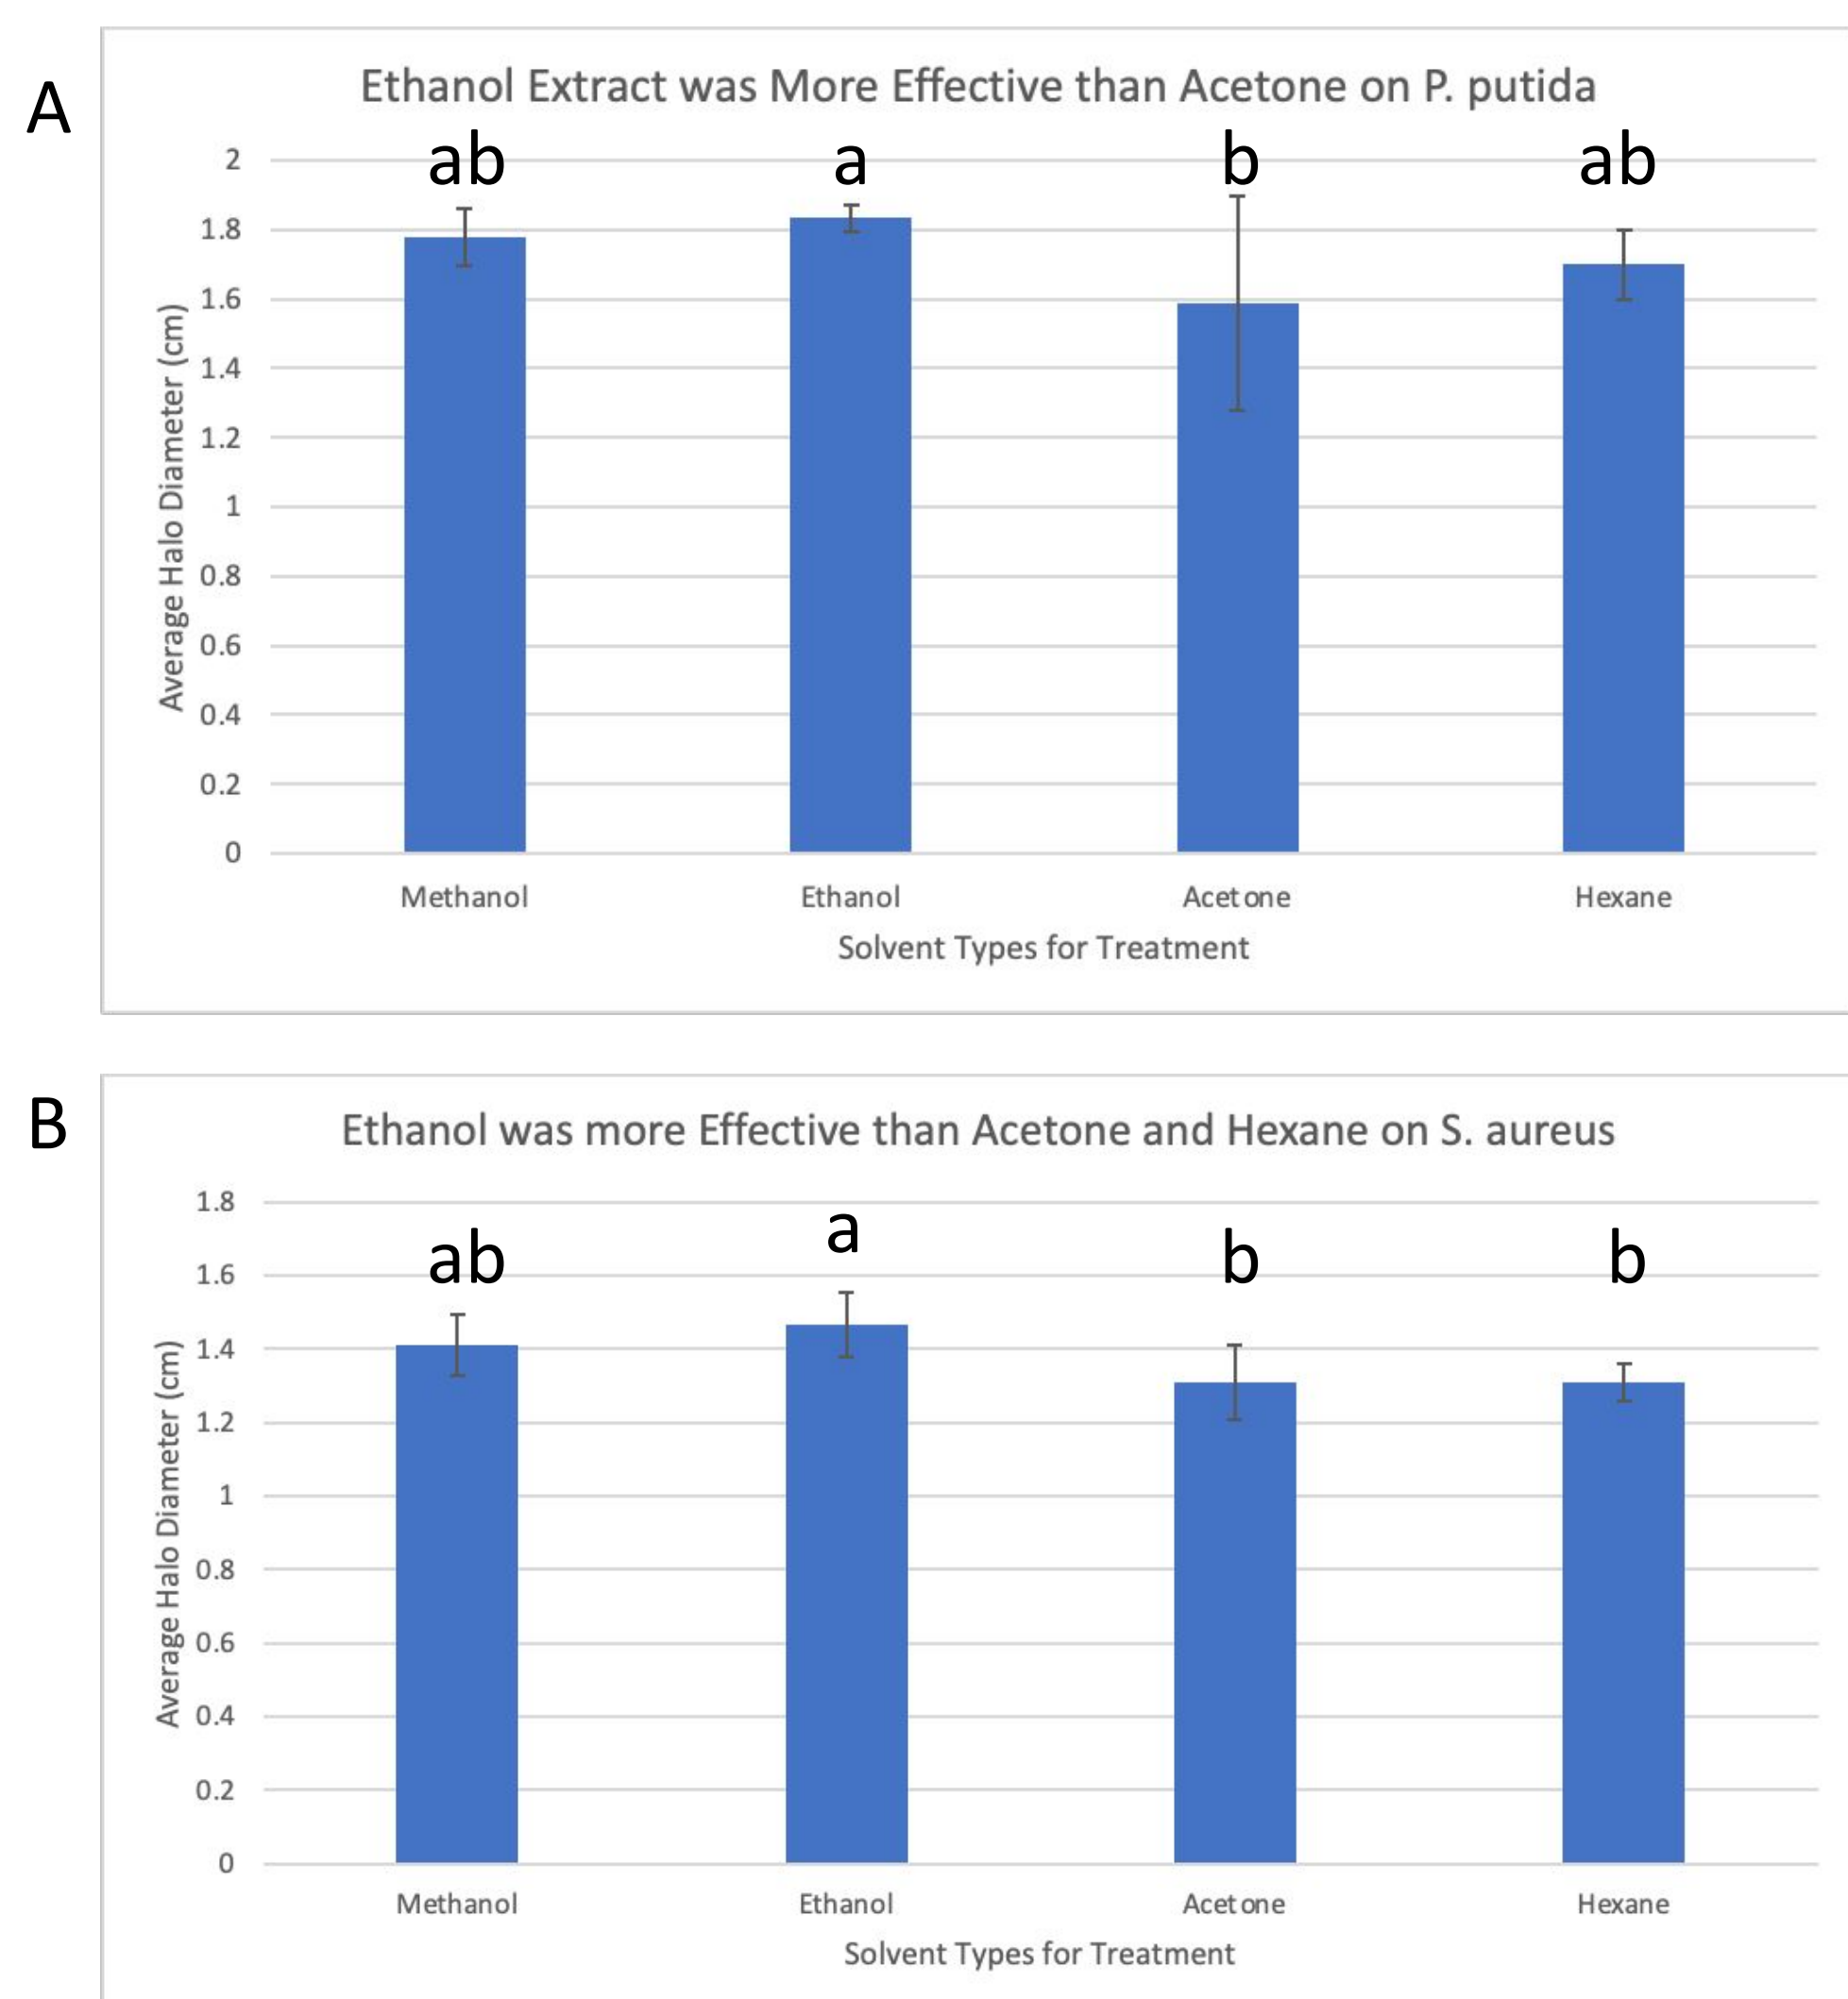 A
Ethanol Extract was More Effective than Acetone on P. putida
ab a b ab
2
1.8
1.6
1.4
1.2
1
0.8
0.6
0.4
0.2
0
Average Halo Diameter (cm)
Methanol Ethanol Acetone Hexane
Solvent Types for Treatment
B
Ethanol was more Effective than Acetone and Hexane on S. aureus
ab a b b
1.8
1.6
1.4
1.2
1
0.8
0.6
0.4
0.2
0
Average Halo Diameter (cm)
Methanol Ethanol Acetone Hexane
Solvent Types for Treatment